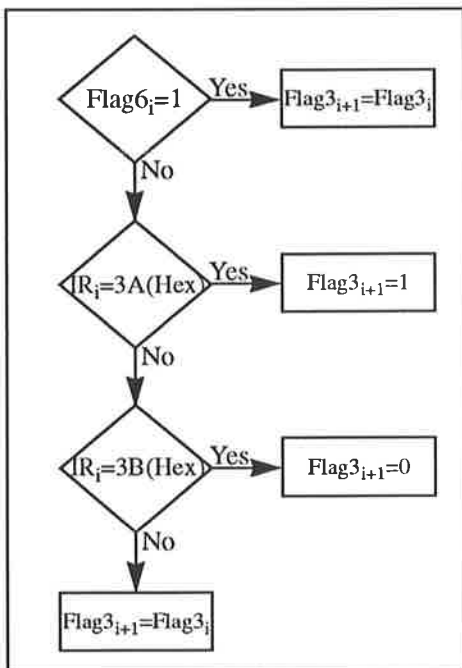 Flag6i=1
Yes
Flag3i+1=Flag3i
No
IRi=3A(Hex)
Yes
Flag3i+1=1
No
IRi=3B(Hex)
Yes
Flag3i+1=0
No
Flag3i+1=Flag3i